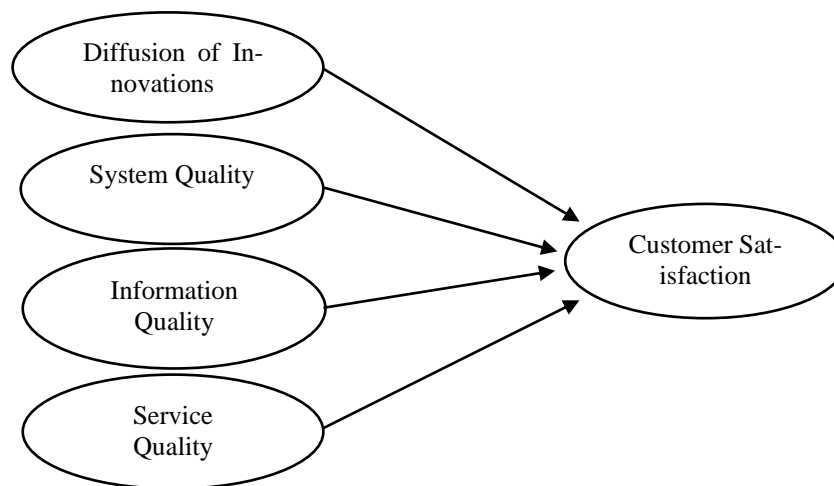 Diffusion of In-
novations
System Quality
Information
Quality
Service
Quality
Customer Sat-
isfaction